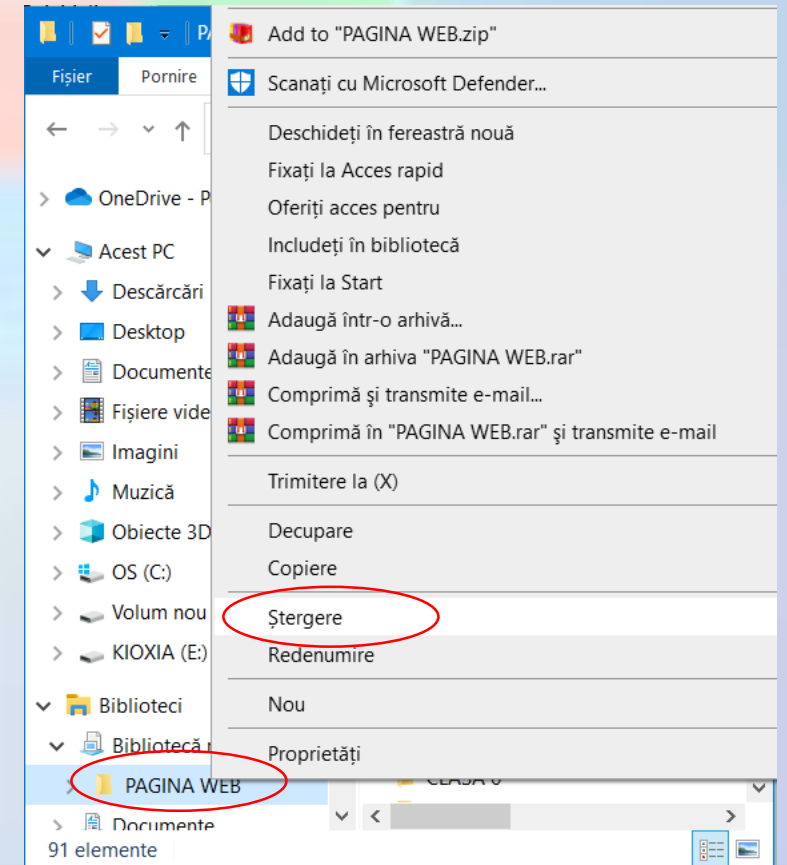 Add to "PAGINA WEB.zip"
Fișier Pornire
Scanați cu Microsoft Defender...
Deschideți în fereastră nouă
Fixați la Acces rapid
Oferiți acces pentru
Includeți în bibliotecă
Fixați la Start
Adaugă într-o arhivă...
Adaugă în arhiva "PAGINA WEB.rar"
Comprimă şi transmite e-mail...
Comprimă în "PAGINA WEB.rar" şi transmite e-mail
Trimitere la (X)
Decupare
Copiere
Ștergere
Redenumire
Nou
Proprietăți
OneDrive - P
Acest PC
Descărcări
Desktop
Documente
Fișiere vide
Imagini
Muzică
Obiecte 3D
OS (C:)
Volum nou
KIOXIA (E:)
Biblioteci
Bibliotecă
PAGINA WEB
Documente
91 elemente